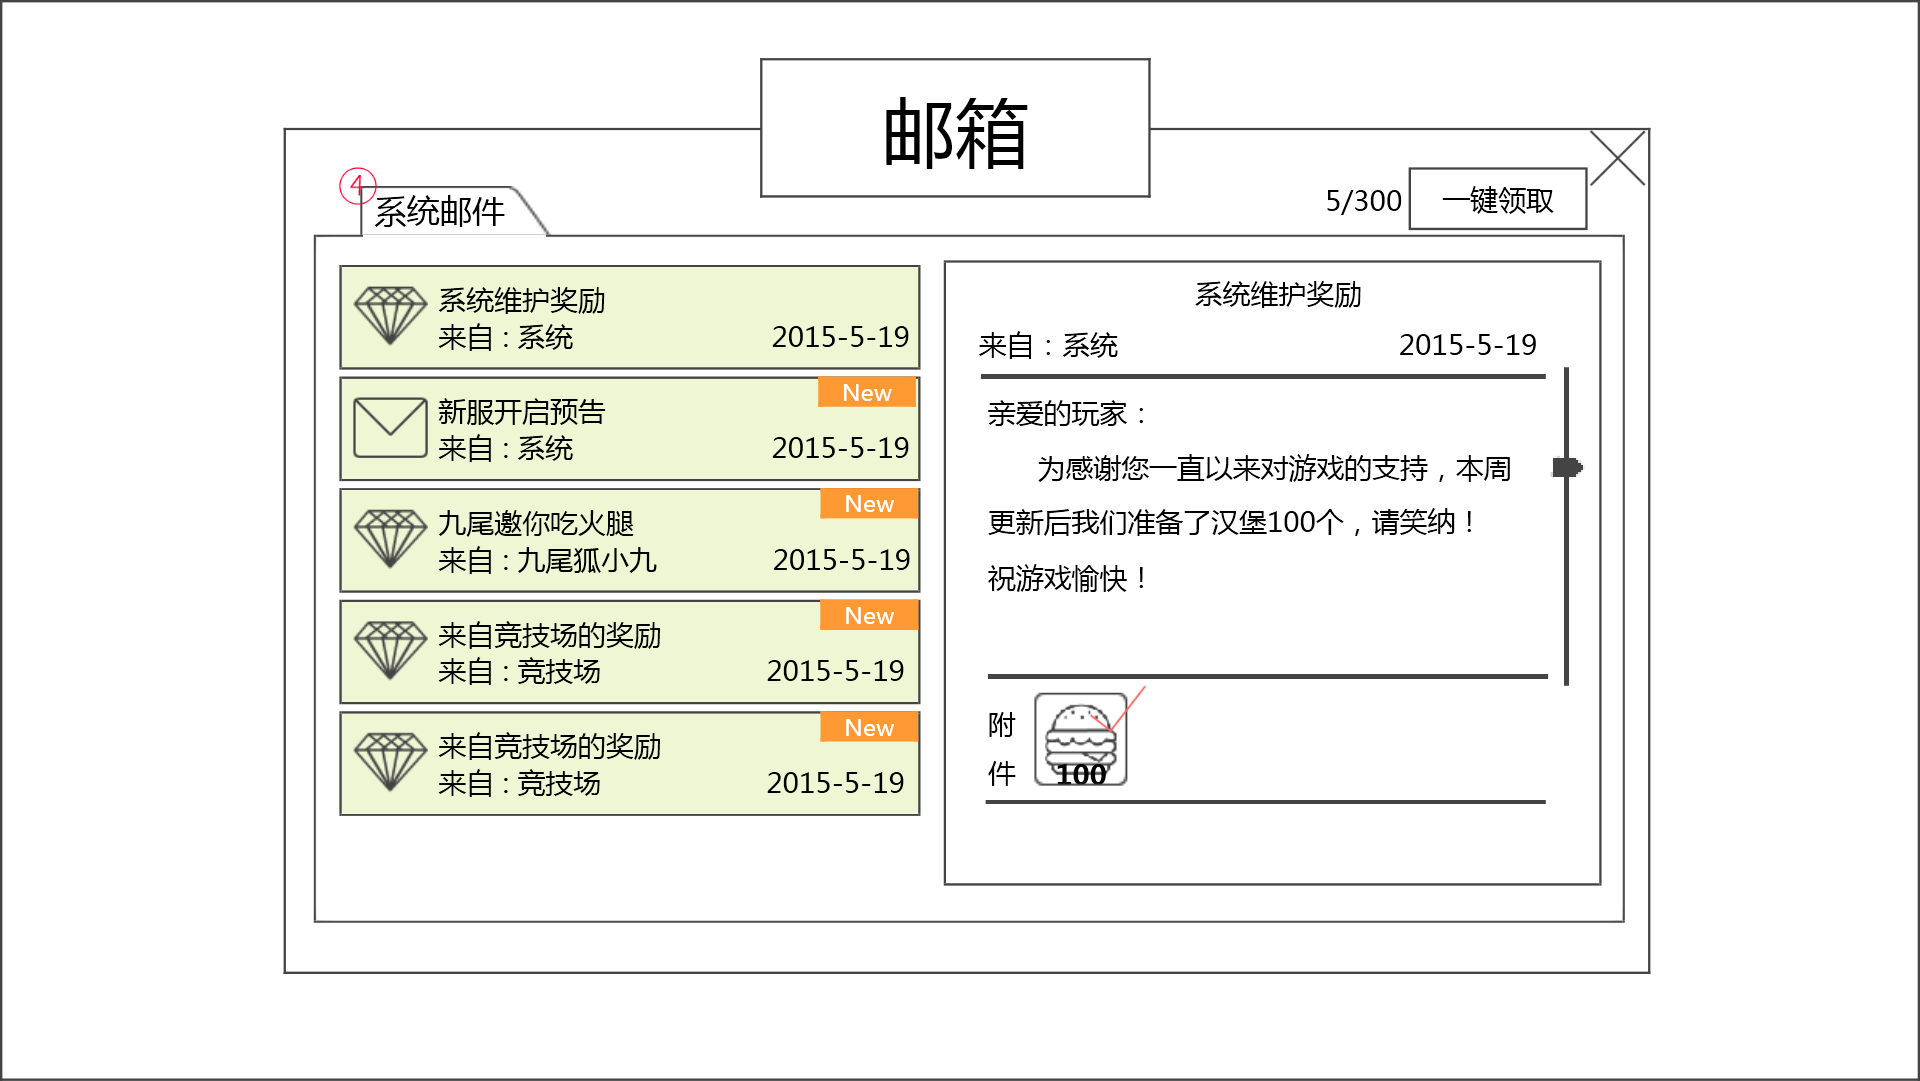 邮箱
④
系统邮件
5/300
一键领取
系统维护奖励
来自：系统
2015-5-19
New
新服开启预告
来自：系统
2015-5-19
New
九尾邀你吃火腿
来自：九尾狐小九
2015-5-19
New
来自竞技场的奖励
来自：竞技场
2015-5-19
New
来自竞技场的奖励
来自：竞技场
2015-5-19
系统维护奖励
来自：系统
2015-5-19
亲爱的玩家：
为感谢您一直以来对游戏的支持，本周
更新后我们准备了汉堡100个，请笑纳！
祝游戏愉快！
附
件
100